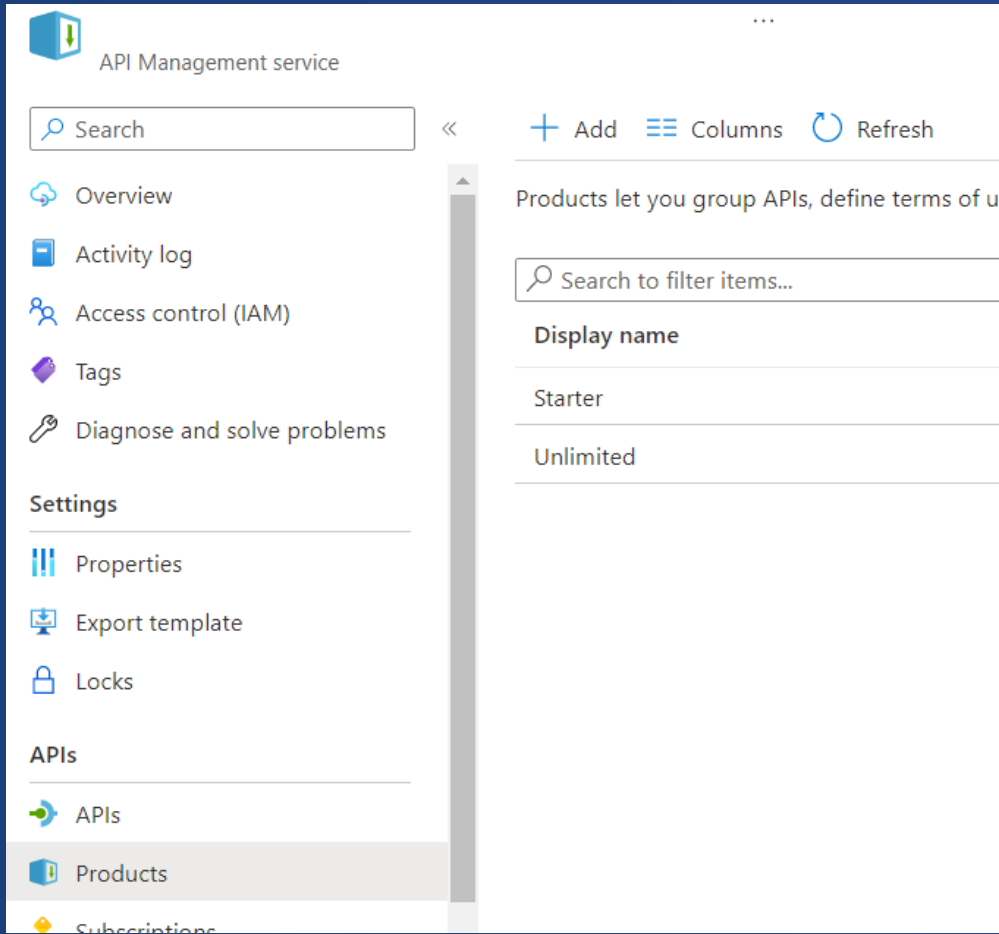 ...
API Management service
Search
«
Add
Columns
Refresh
Overview
Activity log
Access control (IAM)
Tags
Diagnose and solve problems
Settings
Properties
Export template
Locks
APIs
APIs
Products
Subscriptions
Products let you group APIs, define terms of u
Search to filter items...
Display name
Starter
Unlimited